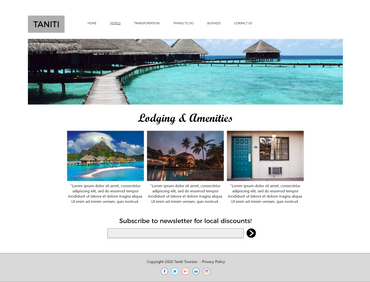 TANITI
HOME HOTELS TRANSPORTATION THINGS TO DO BUSINESS CONTACT US
Lodging & Amenities
"Lorem ipsum dolor sit amet, consectetur
adipiscing elit, sed do eiusmod tempor
incididunt ut labore et dolore magna aliqua.
Ut enim ad minim veniam, quis nostrud
"Lorem ipsum dolor sit amet, consectetur
adipiscing elit, sed do eiusmod tempor
incididunt ut labore et dolore magna aliqua.
Ut enim ad minim veniam, quis nostrud
"Lorem ipsum dolor sit amet, consectetur
adipiscing elit, sed do eiusmod tempor
incididunt ut labore et dolore magna aliqua.
Ut enim ad minim veniam, quis nostrud
Subscribe to newsletter for local discounts!
Copyright 2020 Taniti Tourism - Privacy Policy